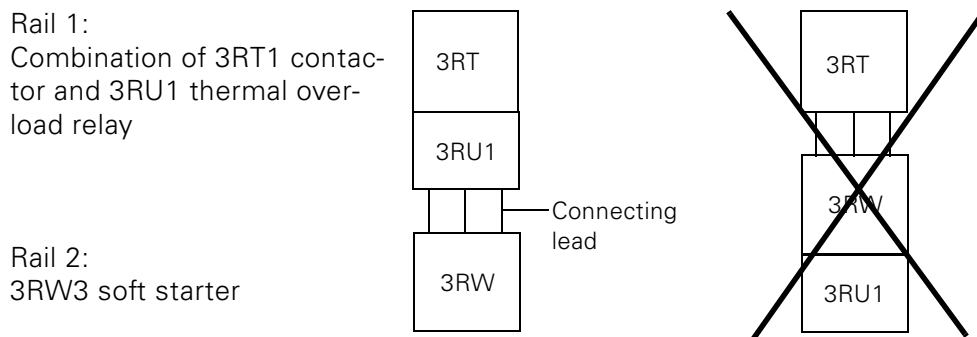 Rail 1:
Combination of 3RT1 contac-
tor and 3RU1 thermal over-
load relay
3RT
3RU1
Connecting
lead
Rail 2:
3RW3 soft starter
3RW
3RT
3RW
3RU1